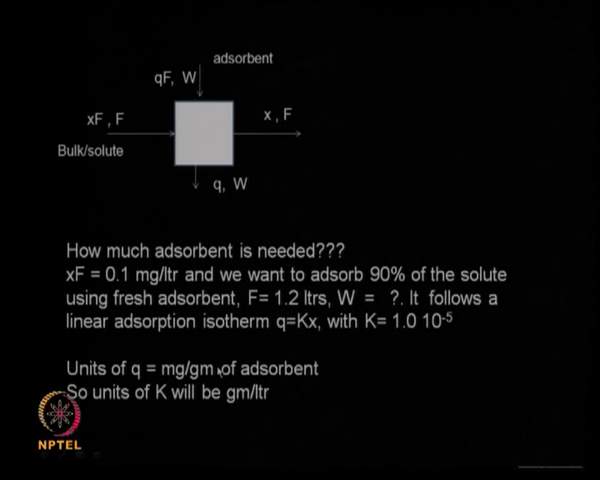 adsorbent
qF, W
xF , F
x , F
Bulk/solute
q, W
How much adsorbent is needed???
xF = 0.1 mg/ltr and we want to adsorb 90% of the solute
using fresh adsorbent, F= 1.2 ltrs, W = ?. It follows a
linear adsorption isotherm q=Kx, with K= 1.0 10-5
Units of q = mg/gm of adsorbent
So units of K will be gm/ltr
NPTEL